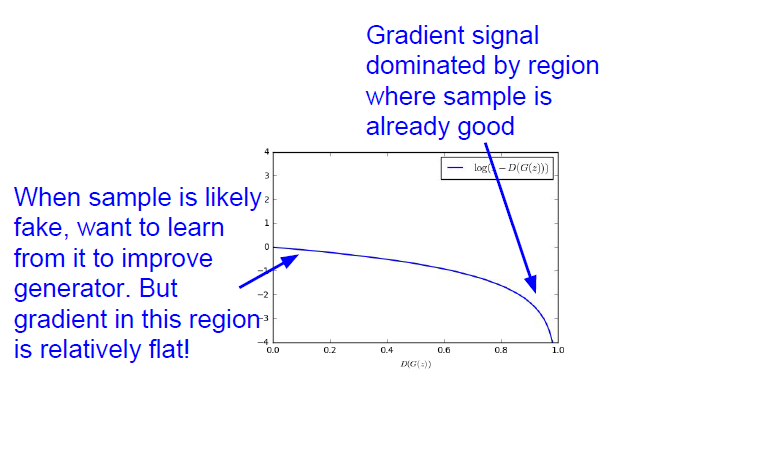 Gradient signal
dominated by region
where sample is
already good
When sample is likely
fake, want to learn
from it to improve
generator. But
gradient in this region
is relatively flat!
log(1 − D(G(z)))
4
3
2
1
0
−1
−2
−3
−4
0.0 0.2 0.4 0.6 0.8 1.0
D(G(z))